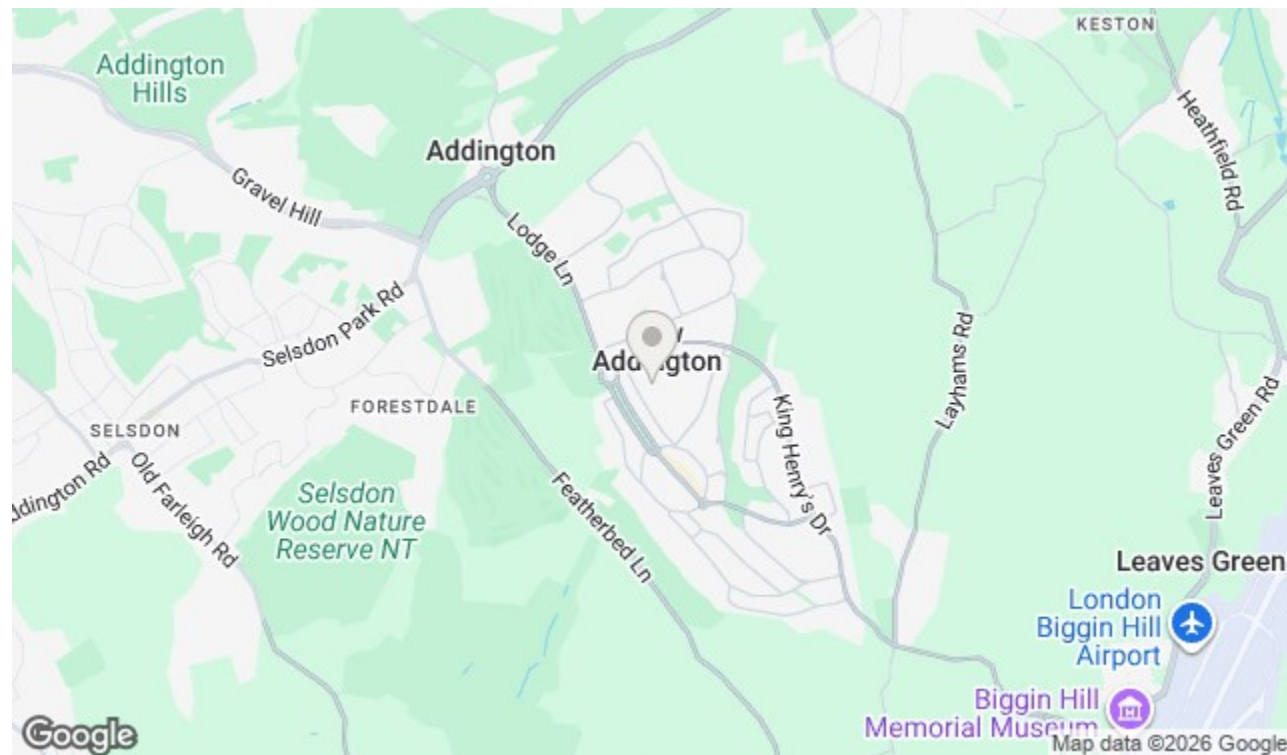 KESTON
Addington
Hills
Heathfield Rd
Addington
Gravel Hill
Lodge Ln
Selsdon Park Rd
Addington
Layhams Rd
FORESTDALE
King Henry's Dr
SELSDON
Leaves Green Rd
ddington Rd
Old Farleigh Rd
Selsdon
Wood Nature
Reserve NT
Featherbed Ln
Leaves Green
London
Biggin Hill
Airport
Biggin Hill
Memorial Museum
Google
Map data ©2026 Google